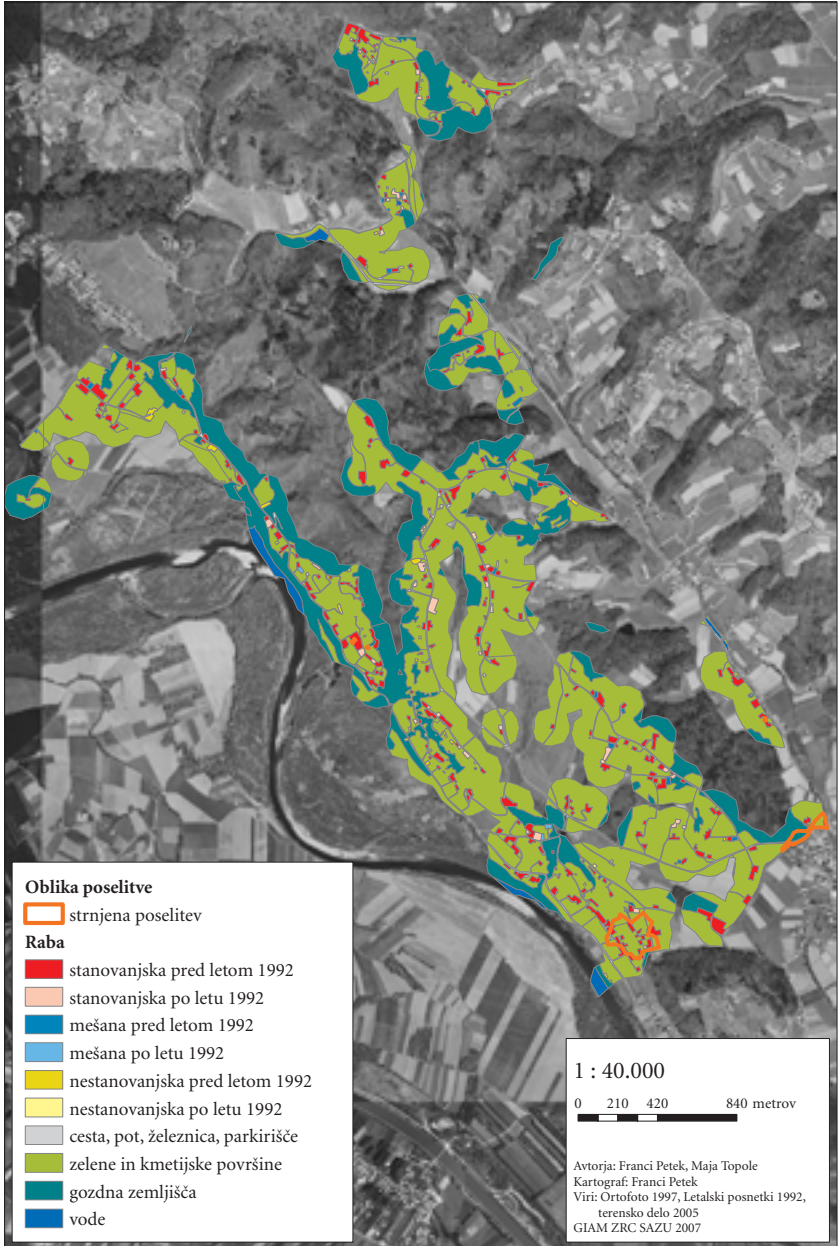 Oblika poselitve
strnjena poselitev
Raba
stanovanjska pred letom 1992
stanovanjska po letu 1992
mešana pred letom 1992
mešana po letu 1992
nestanovanjska pred letom 1992
nestanovanjska po letu 1992
cesta, pot, železnica, parkirišče
zelene in kmetijske površine
gozdna zemljišča
vode
1 : 40.000
0 210 420 840 metrov
Avtorja: Franci Petek, Maja Topole
Kartograf: Franci Petek
Viri: Ortofoto 1997, Letalski posnetki 1992,
terensko delo 2005
GIAM ZRC SAZU 2007